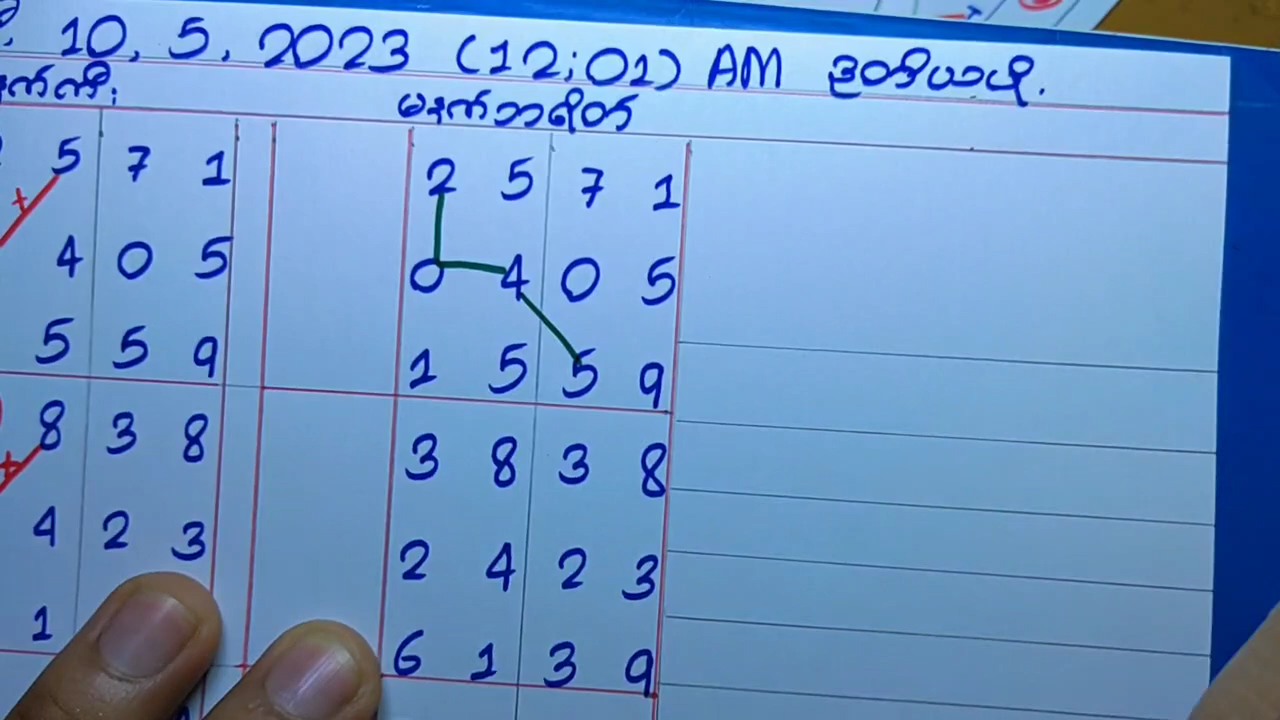 10, 5, 2023 (12;01) AM ဒုတိယပို.
မနက်ဘရိတ်
5 7 1
4 0 5
5 5 9
8 3 8
4 2 3
1
2 5 7 1
0 4 0 5
1 5 5 9
3 8 3 8
2 4 2 3
6 1 3 9